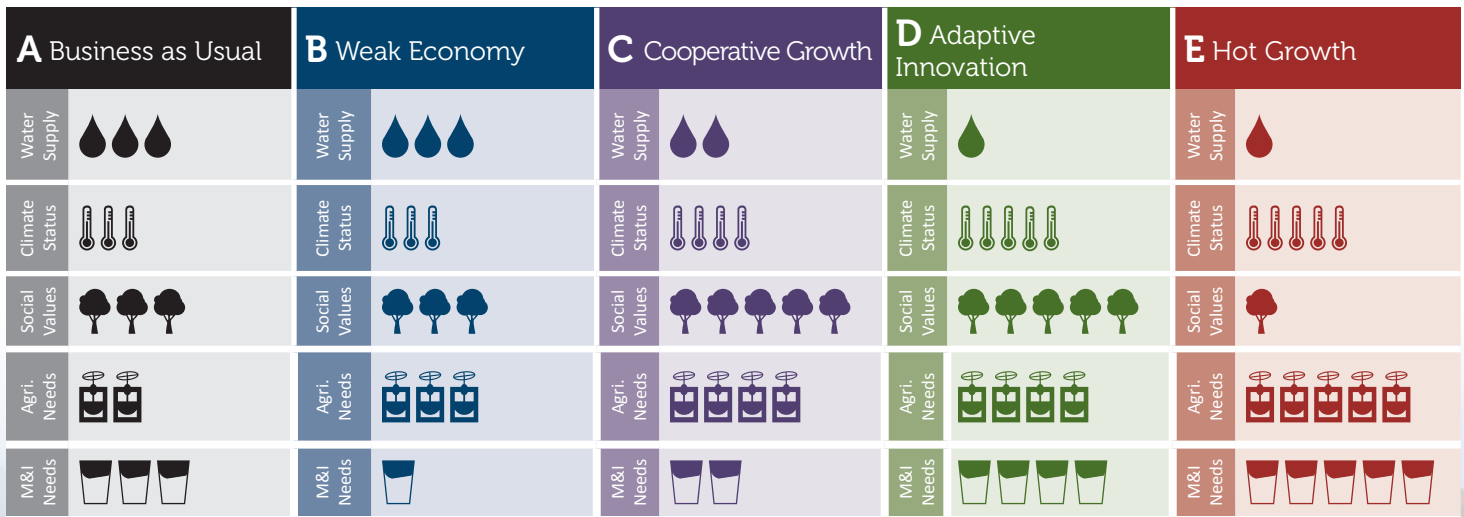 A Business as Usual
B Weak Economy
C Cooperative Growth
D Adaptive
Innovation
E Hot Growth
Water
Supply
Water
Supply
Water
Supply
Water
Supply
Water
Supply
Climate
Status
Climate
Status
Climate
Status
Climate
Status
Climate
Status
Social
Values
Social
Values
Social
Values
Social
Values
Social
Values
Agri.
Needs
Agri.
Needs
Agri.
Needs
Agri.
Needs
Agri.
Needs
M&I
Needs
M&I
Needs
M&I
Needs
M&I
Needs
M&I
Needs